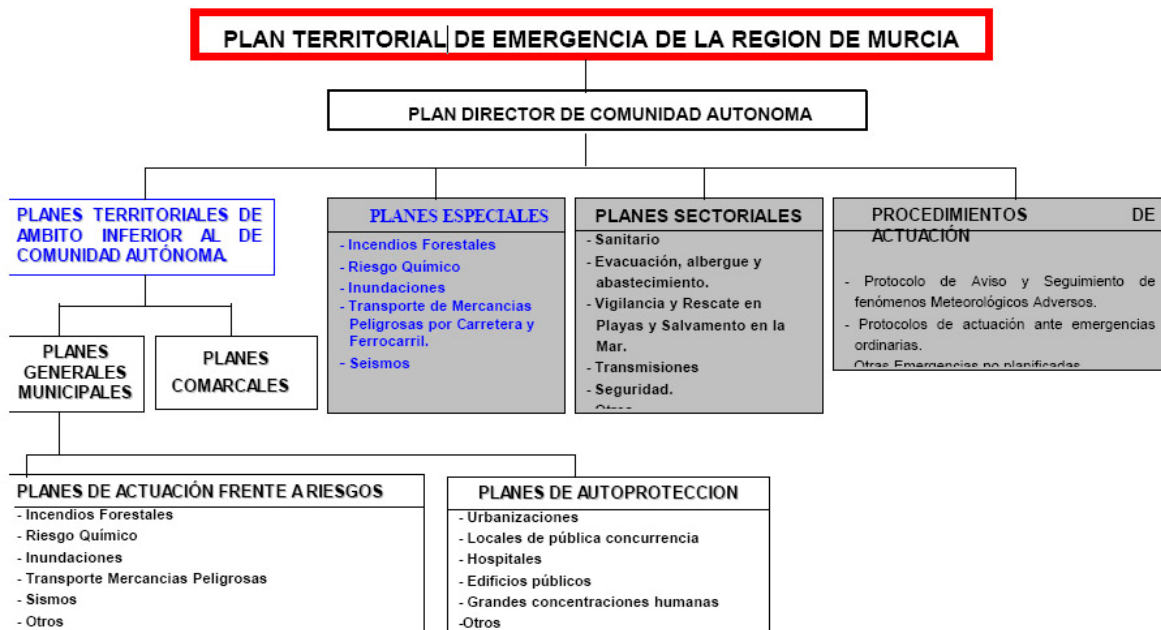 PLAN TERRITORIAL DE EMERGENCIA DE LA REGION DE MURCIA
PLAN DIRECTOR DE COMUNIDAD AUTONOMA
PLANES TERRITORIALES DE
AMBITO INFERIOR AL DE
COMUNIDAD AUTÓNOMA.
PLANES ESPECIALES
- Incendios Forestales
- Riesgo Químico
- Inundaciones
- Transporte de Mercancias
Peligrosas por Carretera y
Ferrocarril.
- Seismos
PLANES SECTORIALES
- Sanitario
- Evacuación, albergue y
abastecimiento.
- Vigilancia y Rescate en
Playas y Salvamento en la
Mar.
- Transmisiones
- Seguridad.
- Otros
PROCEDIMIENTOS DE
ACTUACIÓN
- Protocolo de Aviso y Seguimiento de
fenómenos Meteorológicos Adversos.
- Protocolos de actuación ante emergencias
ordinarias.
Otras Emergencias no planificadas
PLANES
GENERALES
MUNICIPALES
PLANES
COMARCALES
PLANES DE ACTUACIÓN FRENTE A RIESGOS
- Incendios Forestales
- Riesgo Químico
- Inundaciones
- Transporte Mercancias Peligrosas
- Sismos
- Otros
PLANES DE AUTOPROTECCION
- Urbanizaciones
- Locales de pública concurrencia
- Hospitales
- Edificios públicos
- Grandes concentraciones humanas
-Otros